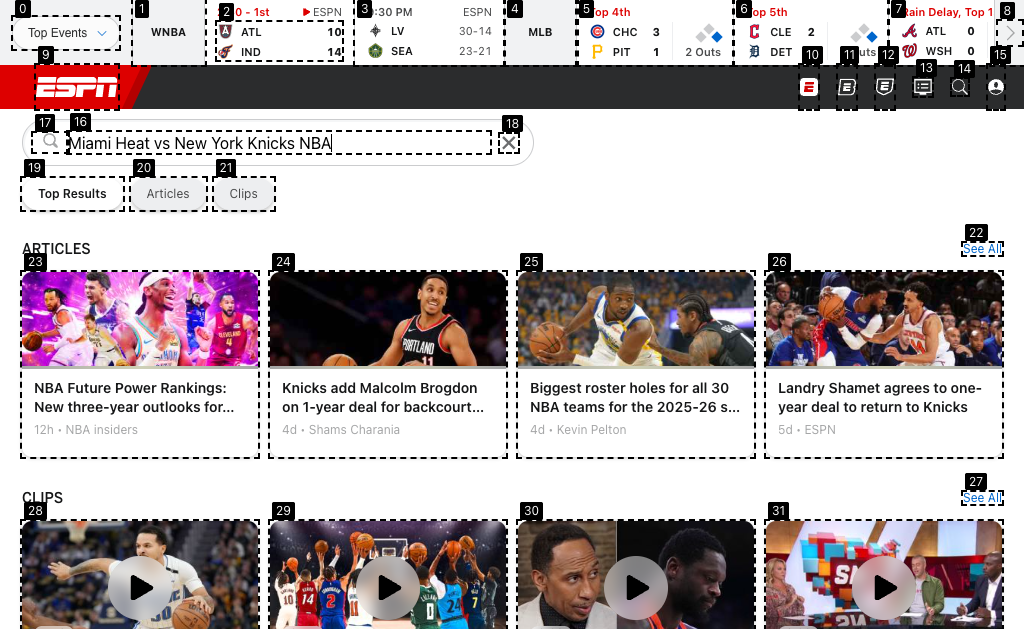 0
1
2
3
4
5
6
7
8
Top Events
WNBA
0 - 1st
ESPN
ATL 10
IND 14
:30 PM ESPN
LV 30-14
SEA 23-21
MLB
Top 4th
CHC 3
PIT 1
2 Outs
Top 5th
CLE 2
DET
uts
Rain Delay, Top 1
ATL 0
WSH 0
9
10
11
12
13
14
15
ESPN
17
16
18
Miami Heat vs New York Knicks NBA
19
20
21
Top Results
Articles
Clips
22
ARTICLES
See All
23
24
25
26
NBA Future Power Rankings:
New three-year outlooks for...
12h • NBA insiders
Knicks add Malcolm Brogdon
on 1-year deal for backcourt...
4d • Shams Charania
Biggest roster holes for all 30
NBA teams for the 2025-26 s...
4d • Kevin Pelton
Landry Shamet agrees to one-
year deal to return to Knicks
5d • ESPN
27
CLIPS
See All
28
29
30
31